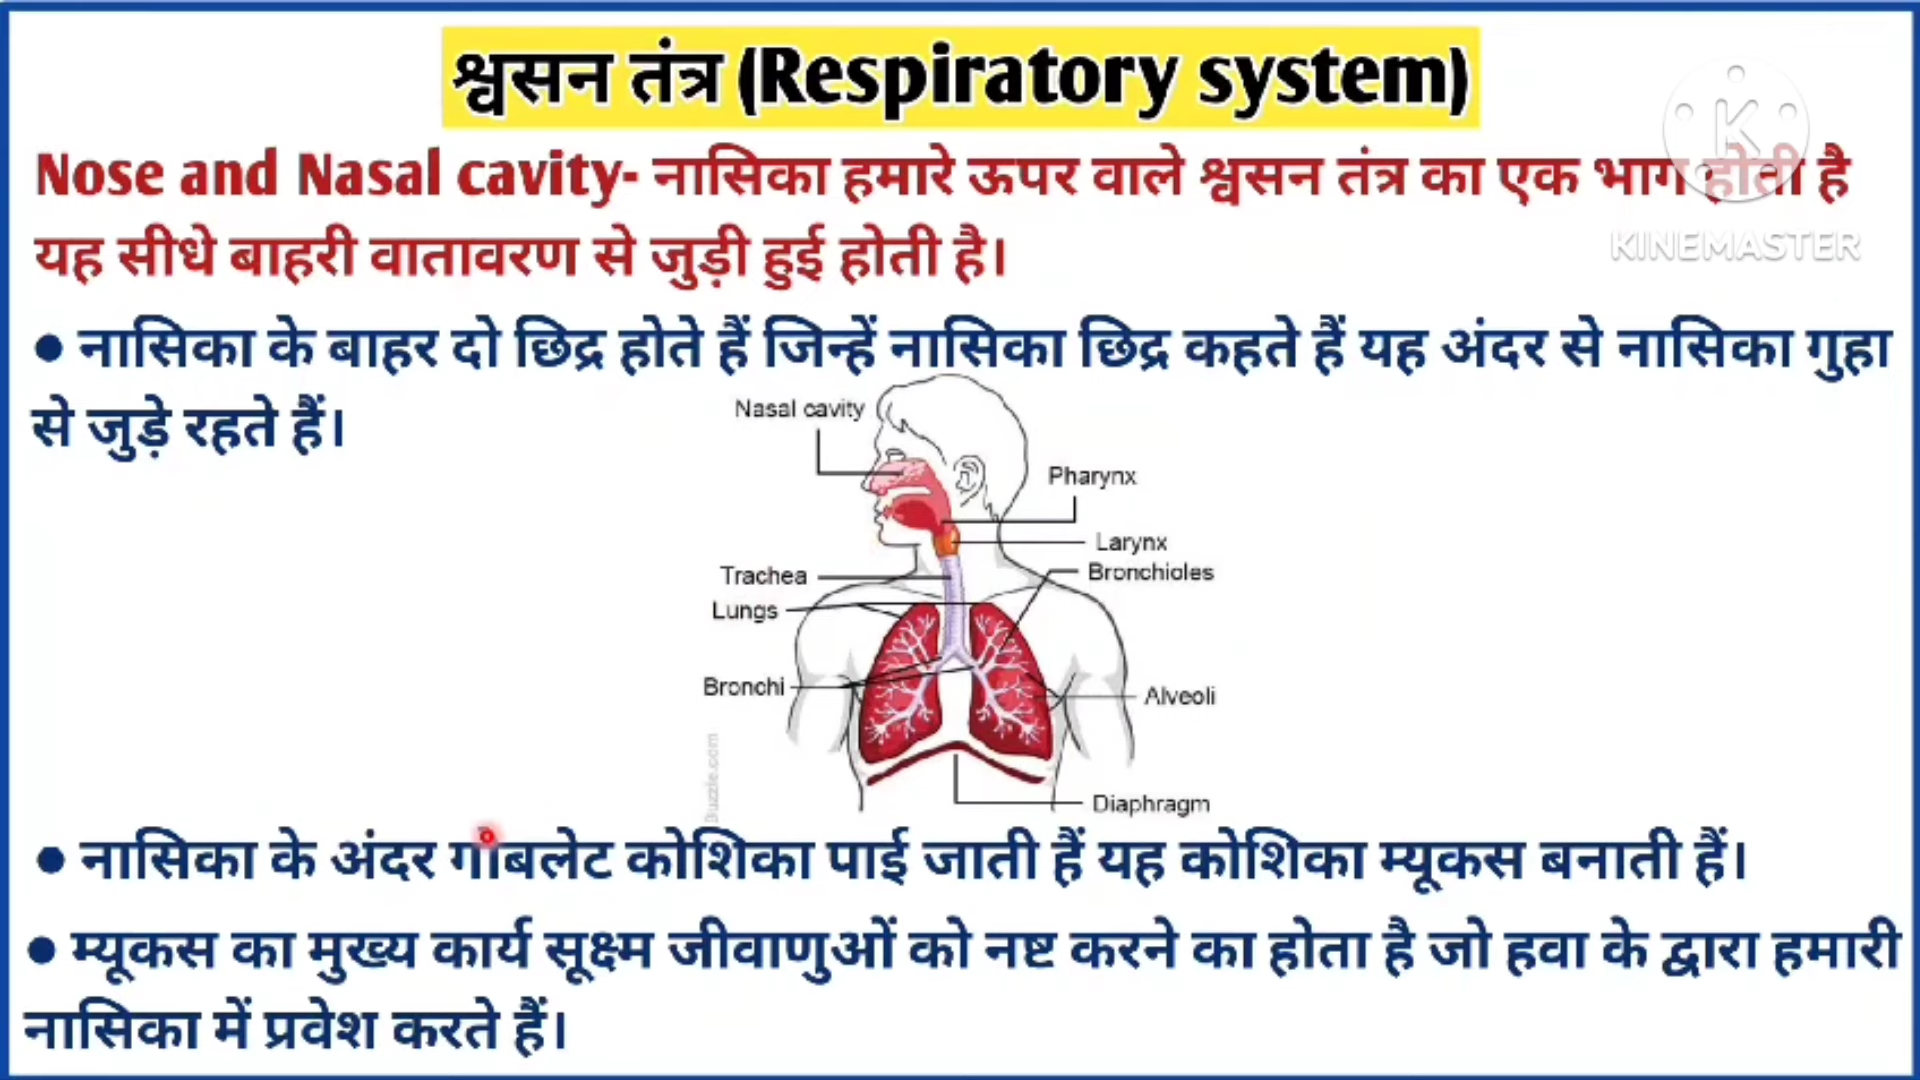 श्वसन तंत्र (Respiratory system)
K
KINEMASTER
Nose and Nasal cavity- नासिका हमारे ऊपर वाले श्वसन तंत्र का एक भाग होती है
यह सीधे बाहरी वातावरण से जुड़ी हुई होती है।
● नासिका के बाहर दो छिद्र होते हैं जिन्हें नासिका छिद्र कहते हैं यह अंदर से नासिका गुहा
से जुड़े रहते हैं।
Nasal cavity
Pharynx
Larynx
Trachea
Bronchioles
Lungs
Bronchi
Alveoli
Buzzle.com
Diaphragm
● नासिका के अंदर गोबलेट कोशिका पाई जाती हैं यह कोशिका म्यूकस बनाती हैं।
● म्यूकस का मुख्य कार्य सूक्ष्म जीवाणुओं को नष्ट करने का होता है जो हवा के द्वारा हमारी
नासिका में प्रवेश करते हैं।